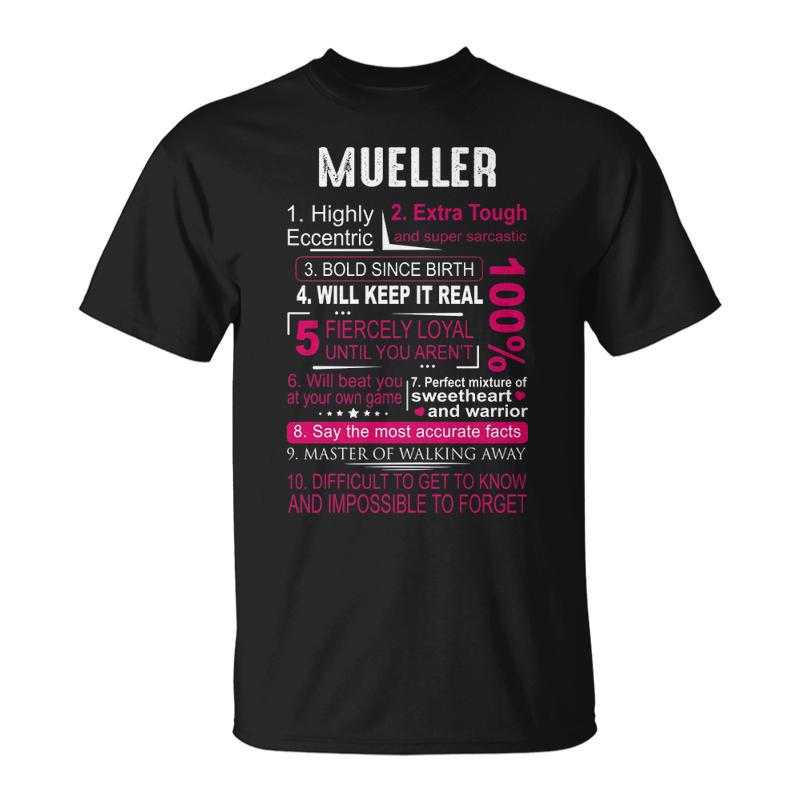 MUELLER
1. Highly
Eccentric
2. Extra Tough
and super sarcastic
3. BOLD SINCE BIRTH
4. WILL KEEP IT REAL
100%
5 FIERCELY LOYAL
UNTIL YOU AREN'T
6. Will beat you
at your own game
7. Perfect mixture of
sweetheart
and warrior
8. Say the most accurate facts
9. MASTER OF WALKING AWAY
10. DIFFICULT TO GET TO KNOW
AND IMPOSSIBLE TO FORGET